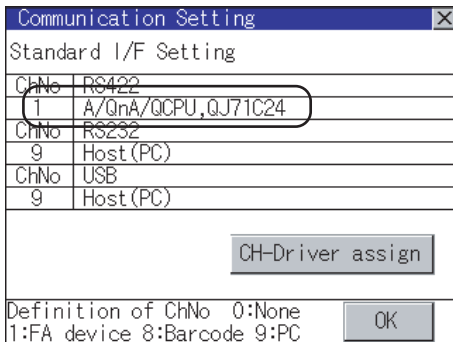 Communication Setting
Standard I/F Setting
ChNo RS422
1 A/QnA/QCPU,QJ71C24
ChNo RS232
9 Host(PC)
ChNo USB
9 Host(PC)
CH-Driver assign
Definition of ChNo 0:None
1:FA device 8:Barcode 9:PC
OK